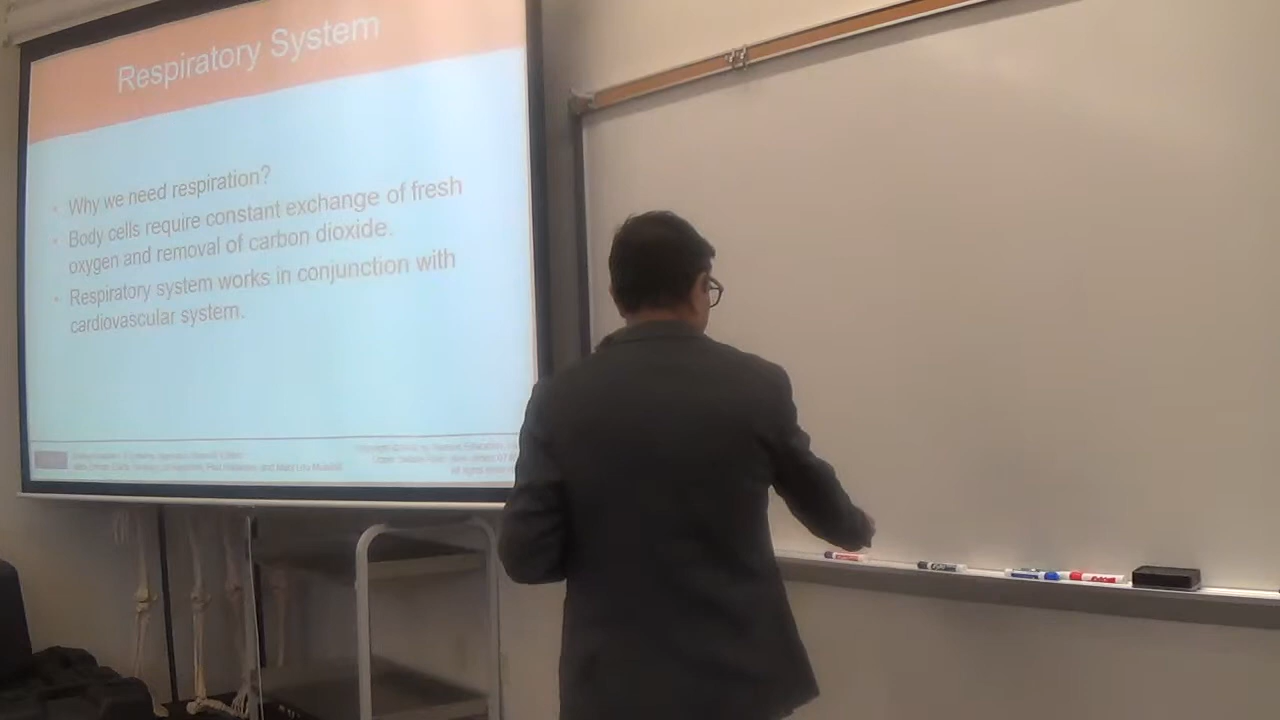 Respiratory System
• Why we need respiration?
• Body cells require constant exchange of fresh
oxygen and removal of carbon dioxide.
• Respiratory system works in conjunction with
cardiovascular system.